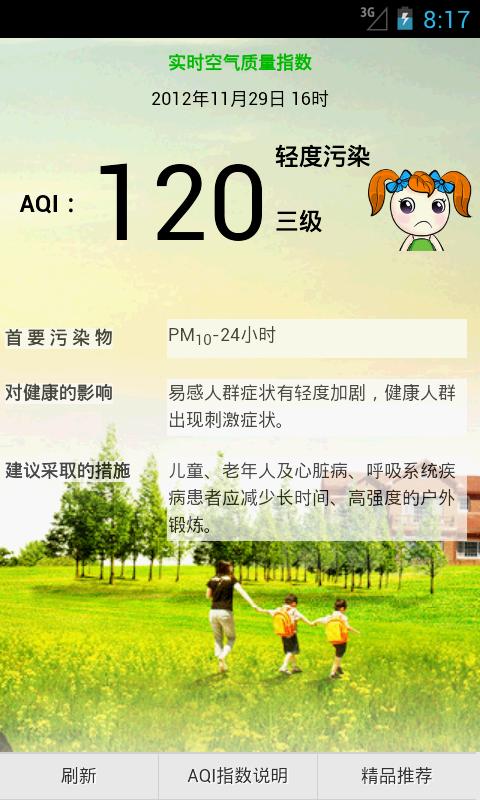 3G 8:17
实时空气质量指数
2012年11月29日 16时
轻度污染
AQI： 120
三级
首要污染物 PM10-24小时
对健康的影响 易感人群症状有轻度加剧，健康人群
出现刺激症状。
建议采取的措施 儿童、老年人及心脏病、呼吸系统疾
病患者应减少长时间、高强度的户外
锻炼。
刷新 AQI指数说明 精品推荐